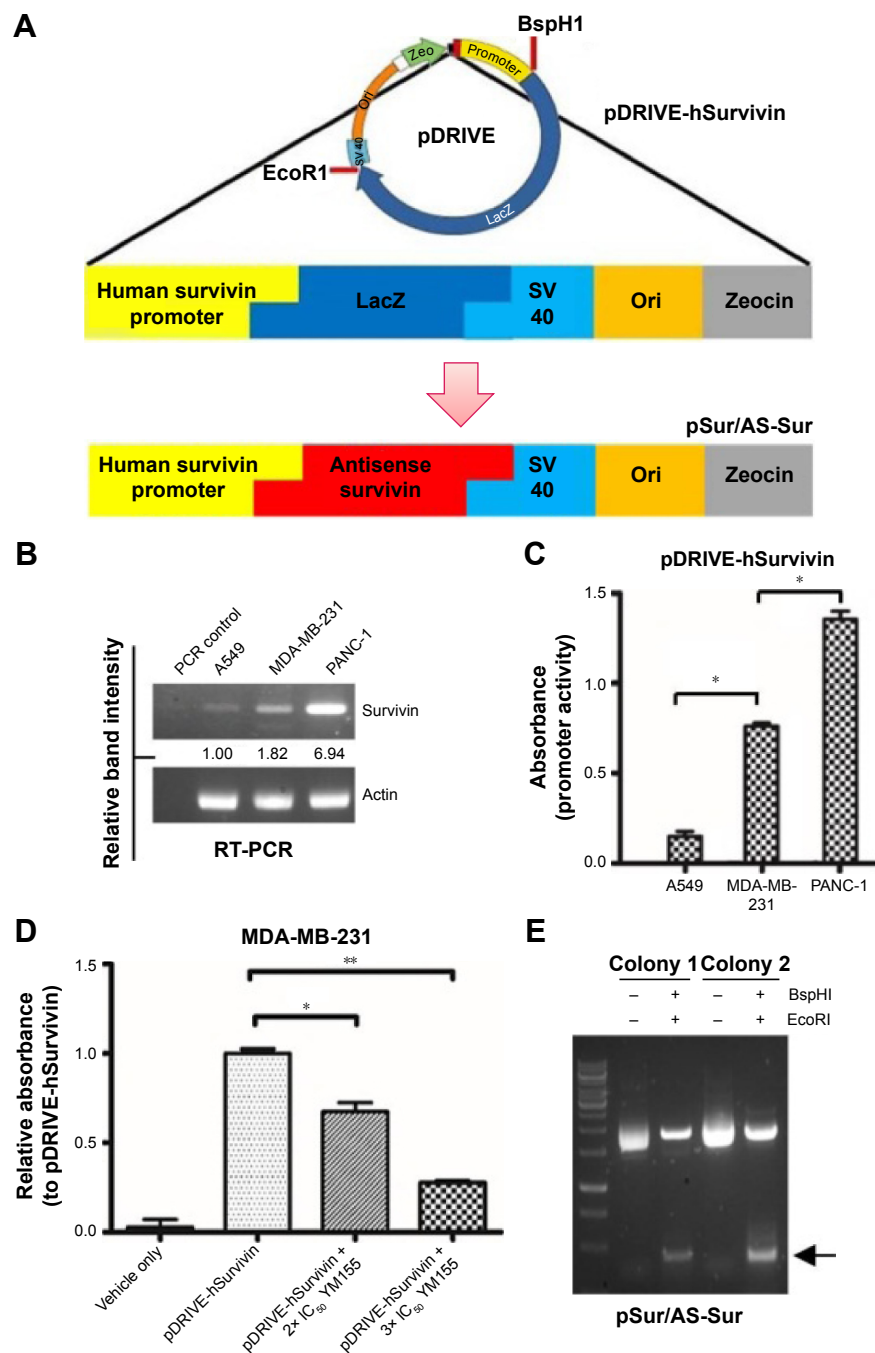 A
BspH1
Zeo
Promoter
Ori
pDRIVE-hSurvivin
pDRIVE
SV 40
EcoR1
LacZ
Human survivin
promoter
LacZ
SV
40
Ori
Zeocin
pSur/AS-Sur
Human survivin
promoter
Antisense
survivin
SV
40
Ori
Zeocin
B
PCR control
A549
MDA-MB-231
PANC-1
Relative band intensity
Survivin
1.00 1.82 6.94
Actin
RT-PCR
C
pDRIVE-hSurvivin
Absorbance
(promoter activity)
1.5
1.0
0.5
0.0
*
*
A549
MDA-MB-
231
PANC-1
D
MDA-MB-231
Relative absorbance
(to pDRIVE-hSurvivin)
1.5
1.0
0.5
0.0
**
*
Vehicle only
pDRIVE-hSurvivin
pDRIVE-hSurvivin +
2× IC50 YM155
pDRIVE-hSurvivin +
3× IC50 YM155
E
Colony 1 Colony 2
– + – + BspHI
– + – + EcoRI
pSur/AS-Sur